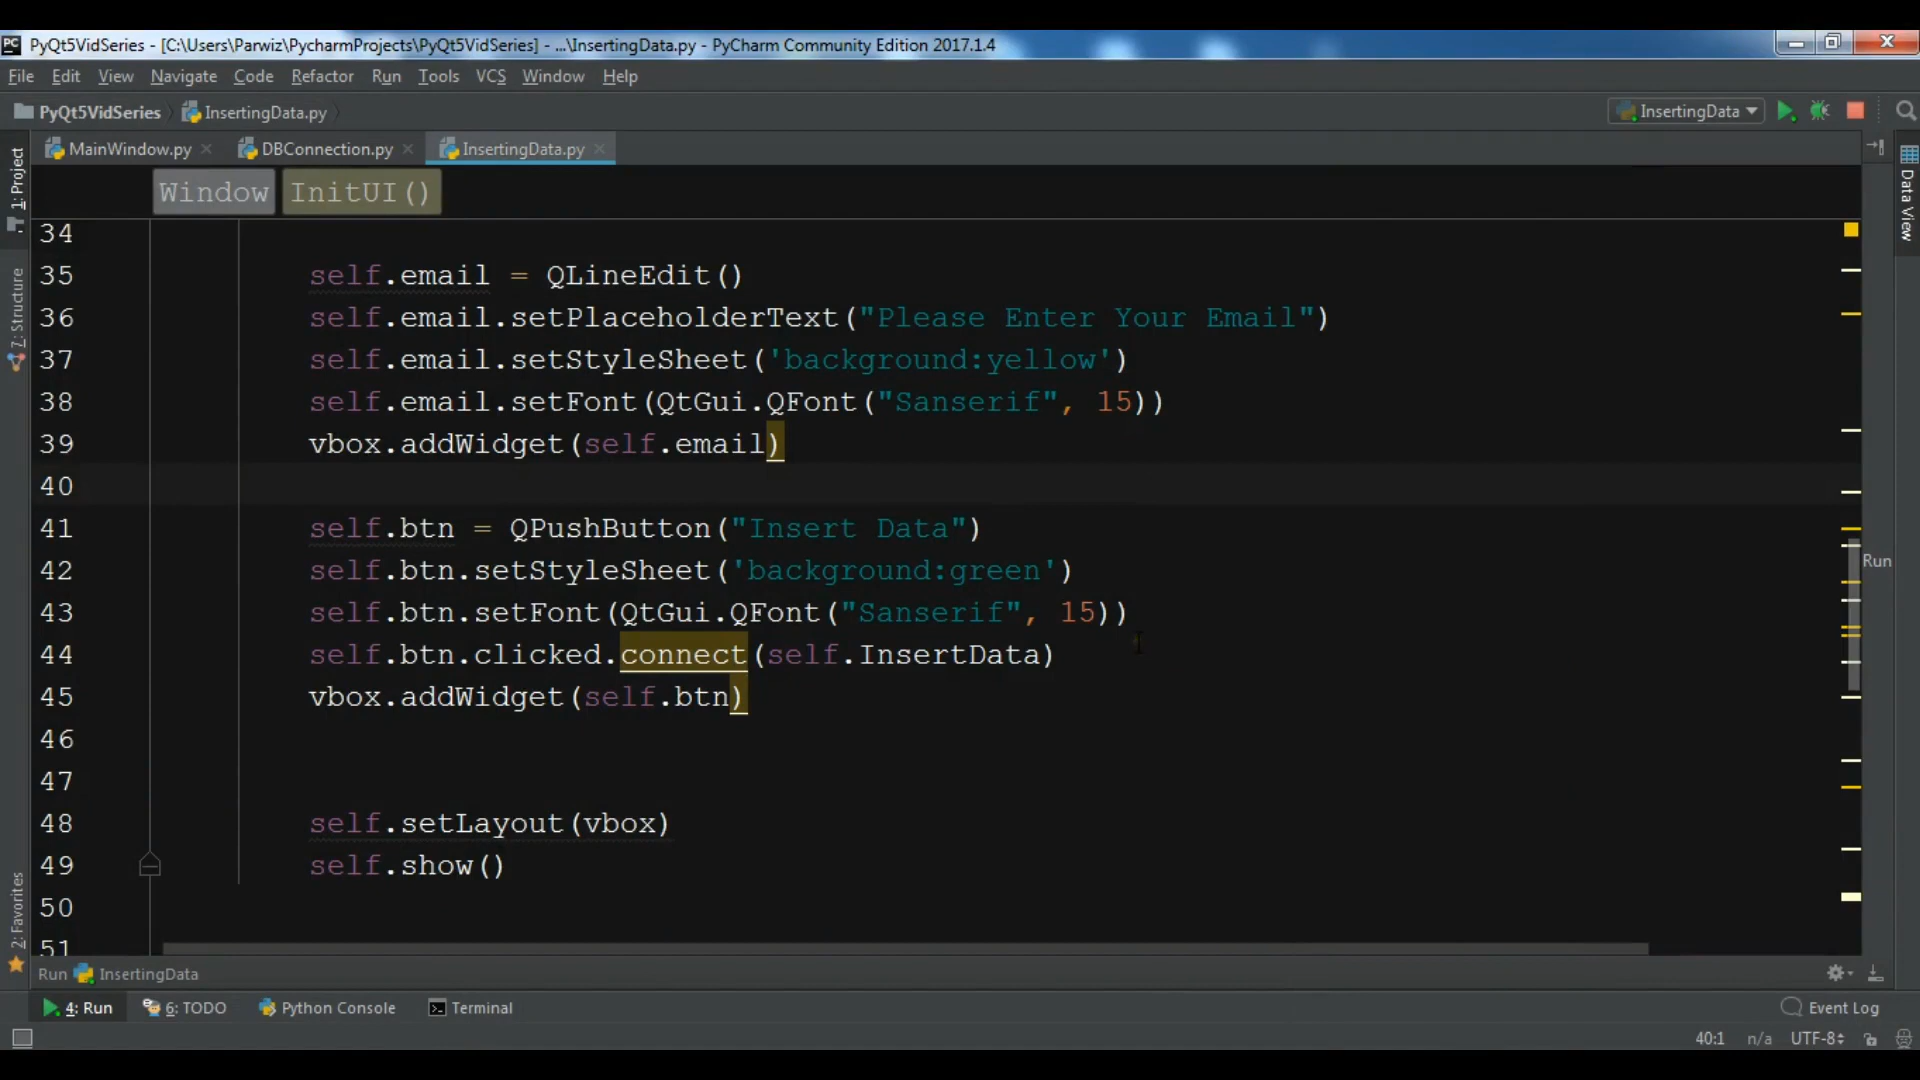 PyQt5VidSeries - [C:\Users\Parwiz\PycharmProjects\PyQt5VidSeries] - ...\InsertingData.py - PyCharm Community Edition 2017.1.4
File Edit View Navigate Code Refactor Run Tools VCS Window Help
PyQt5VidSeries InsertingData.py InsertingData
MainWindow.py DBConnection.py InsertingData.py
Window InitUI()
34
35 self.email = QLineEdit()
36 self.email.setPlaceholderText("Please Enter Your Email")
37 self.email.setStyleSheet('background:yellow')
38 self.email.setFont(QtGui.QFont("Sanserif", 15))
39 vbox.addWidget(self.email)
40
41 self.btn = QPushButton("Insert Data")
42 self.btn.setStyleSheet('background:green')
43 self.btn.setFont(QtGui.QFont("Sanserif", 15))
44 self.btn.clicked.connect(self.InsertData)
45 vbox.addWidget(self.btn)
46
47
48 self.setLayout(vbox)
49 self.show()
50
51
1: Project
7: Structure
2: Favorites
Data View
Run
Run InsertingData
4: Run 6: TODO Python Console Terminal Event Log
40:1 n/a UTF-8